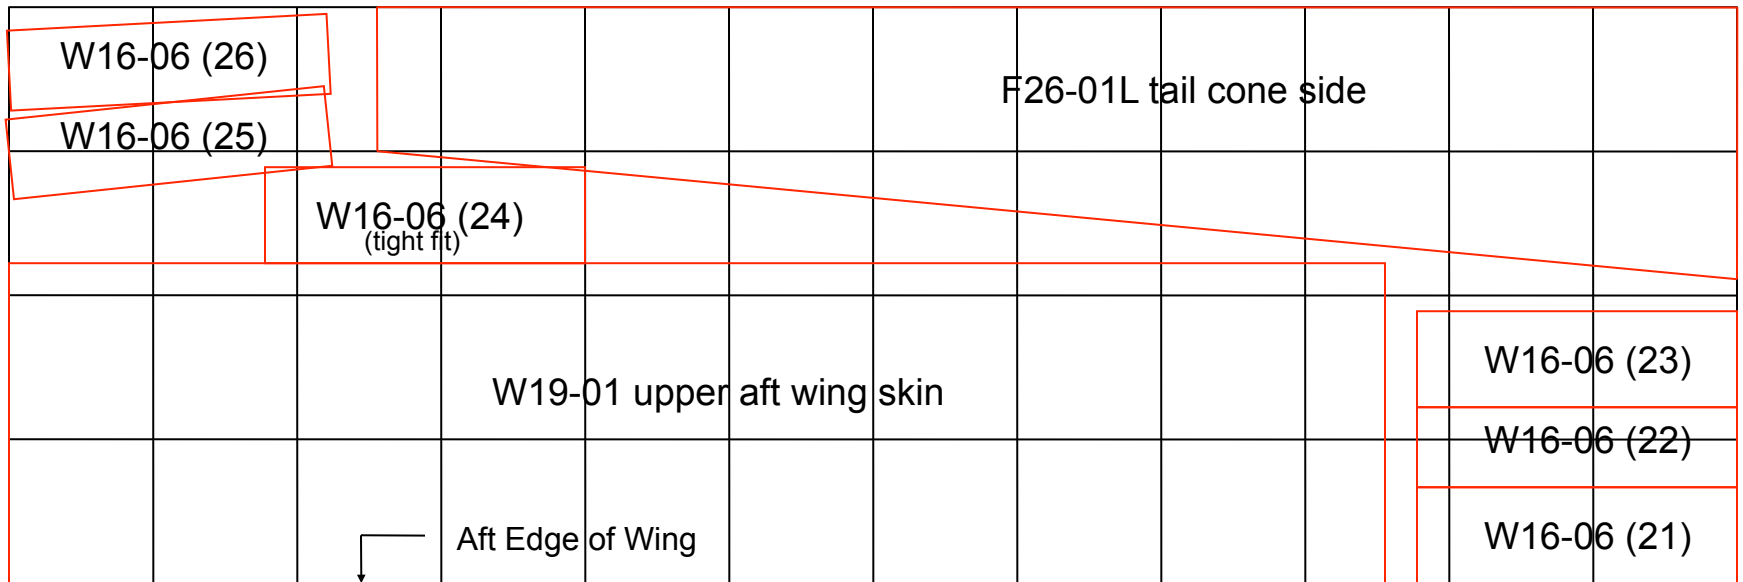 W16-06 (26)
F26-01L tail cone side
W16-06 (25)
W16-06 (24)
(tight fit)
W16-06 (23)
W19-01 upper aft wing skin
W16-06 (22)
W16-06 (21)
Aft Edge of Wing